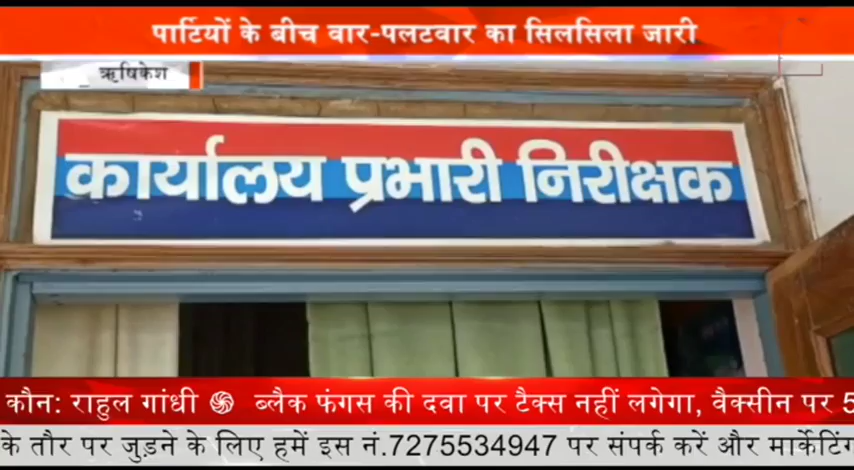 पार्टियों के बीच वार-पलटवार का सिलसिला जारी
ऋषिकेश
कार्यालय प्रभारी निरीक्षक
कौन: राहुल गांधी ֍ ब्लैक फंगस की दवा पर टैक्स नहीं लगेगा, वैक्सीन पर 5
के तौर पर जुड़ने के लिए हमें इस नं.7275534947 पर संपर्क करें और मार्केटिंग